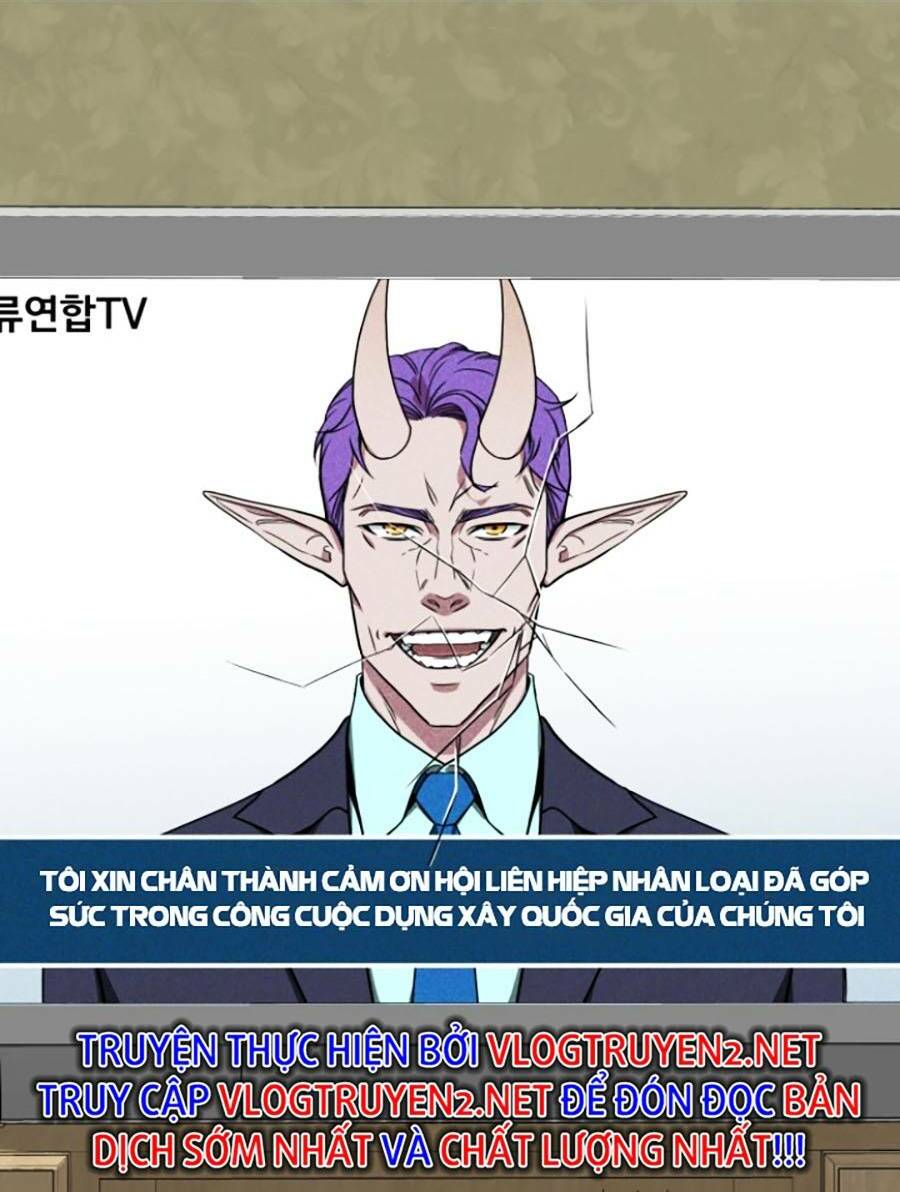 류연합TV
TÔI XIN CHÂN THÀNH CẢM ƠN HỘI LIÊN HIỆP NHÂN LOẠI ĐÃ GÓP
SỨC TRONG CÔNG CUỘC DỰNG XÂY QUỐC GIA CỦA CHÚNG TÔI
TRUYỆN THỰC HIỆN BỞI VLOGTRUYEN2.NET
TRUY CẬP VLOGTRUYEN2.NET ĐỂ ĐÓN ĐỌC BẢN
DỊCH SỚM NHẤT VÀ CHẤT LƯỢNG NHẤT!!!